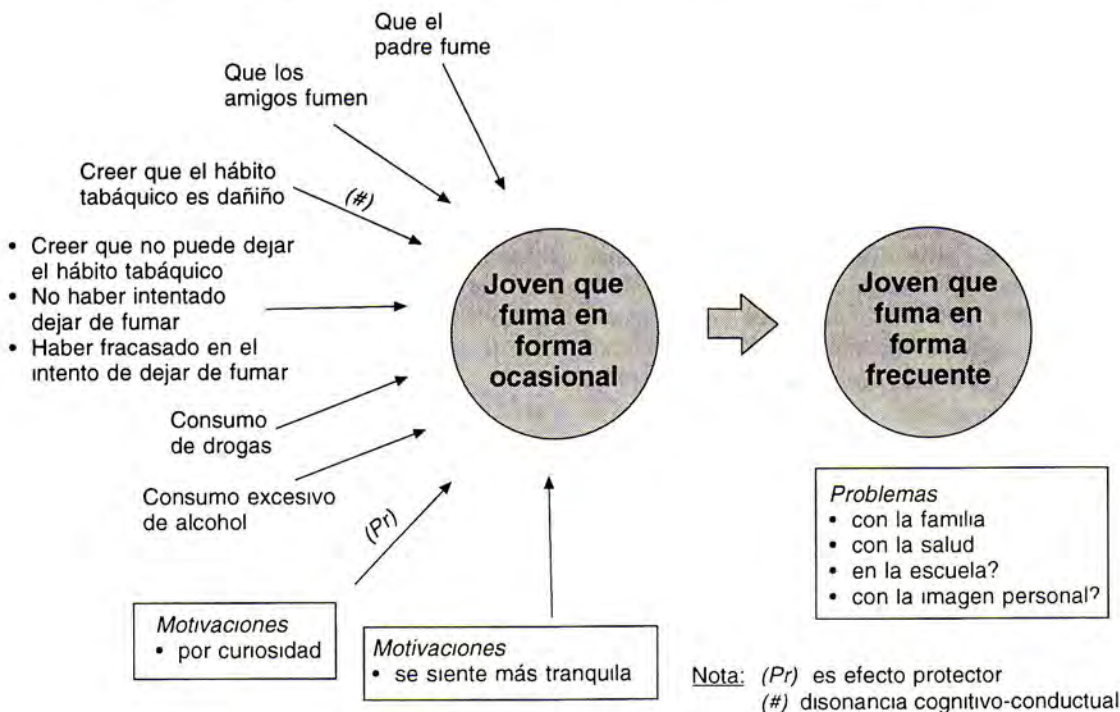 Que el
padre fume
Que los
amigos fumen
Creer que el hábito
tabáquico es dañiño
(#)
• Creer que no puede dejar
el hábito tabáquico
• No haber intentado
dejar de fumar
• Haber fracasado en el
intento de dejar de fumar
Consumo
de drogas
Consumo excesivo
de alcohol
(Pr)
Motivaciones
• por curiosidad
Motivaciones
• se siente más tranquila
Joven que
fuma en
forma
ocasional
Joven que
fuma en
forma
frecuente
Problemas
• con la familia
• con la salud
• en la escuela?
• con la imagen personal?
Nota: (Pr) es efecto protector
(#) disonancia cognitivo-conductual